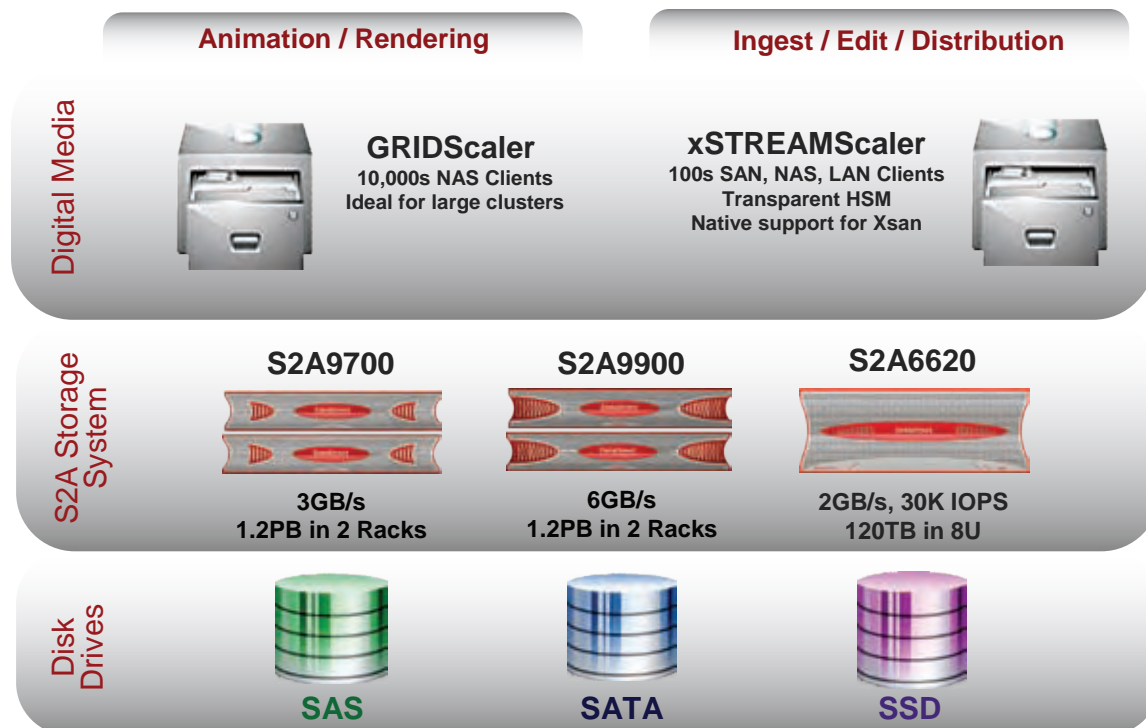 Animation / Rendering
Ingest / Edit / Distribution
Digital Media
GRIDScaler
10,000s NAS Clients
Ideal for large clusters
xSTREAMScaler
100s SAN, NAS, LAN Clients
Transparent HSM
Native support for Xsan
S2A Storage
System
S2A9700
3GB/s
1.2PB in 2 Racks
S2A9900
6GB/s
1.2PB in 2 Racks
S2A6620
2GB/s, 30K IOPS
120TB in 8U
Disk
Drives
SAS
SATA
SSD